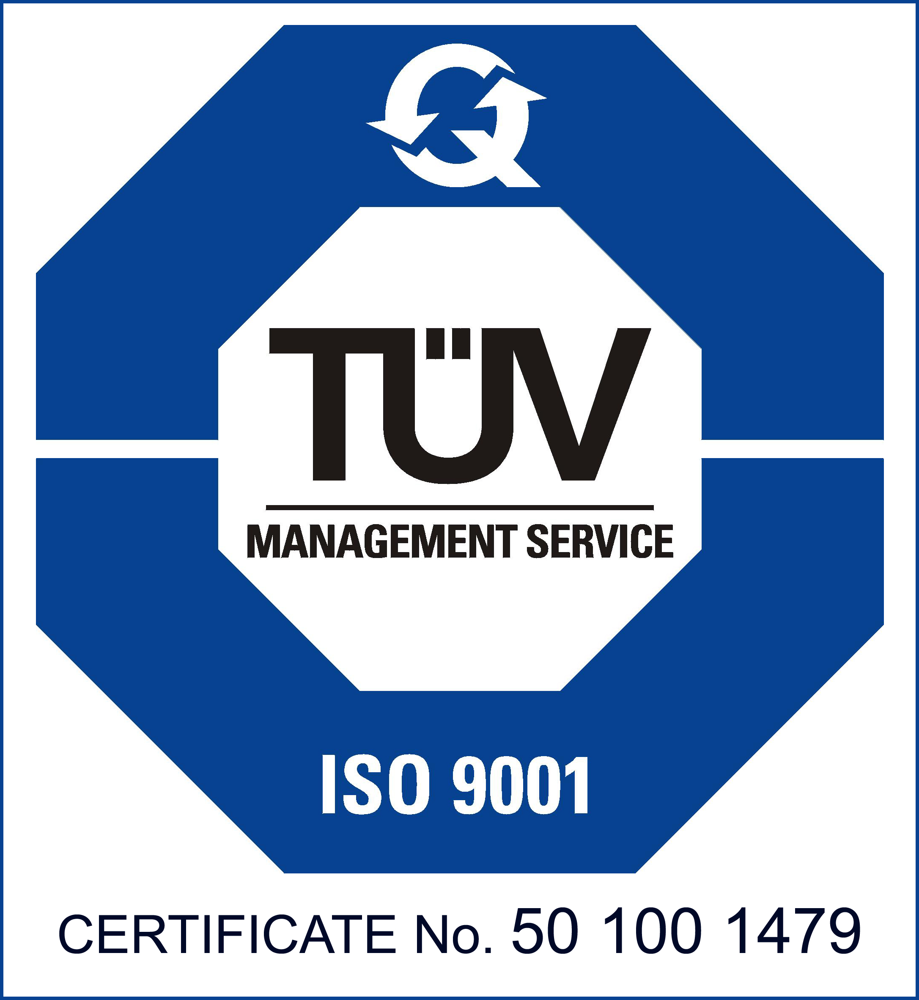 TÜV
MANAGEMENT SERVICE
ISO 9001
CERTIFICATE No. 50 100 1479